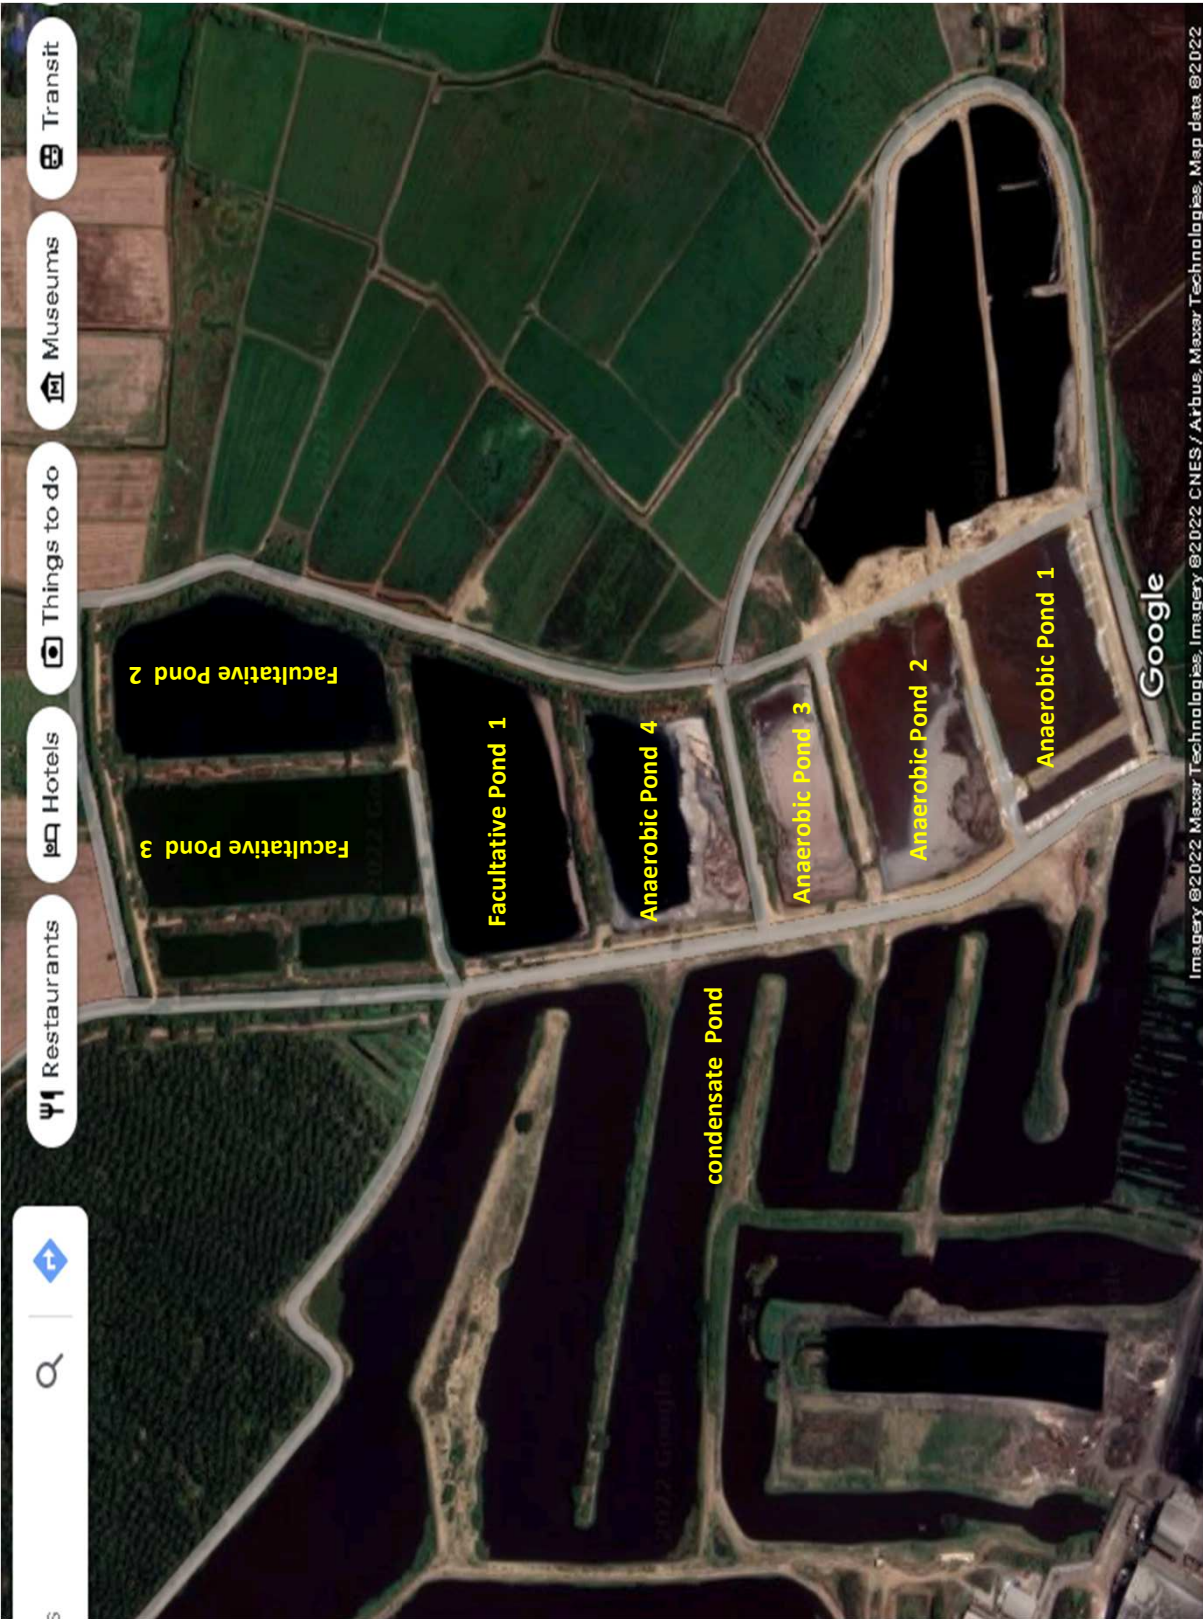 Restaurants
Hotels
Things to do
Museums
Transit
Facultative Pond 2
Facultative Pond 3
Facultative Pond 1
Anaerobic Pond 4
Anaerobic Pond 3
Anaerobic Pond 2
Anaerobic Pond 1
condensate Pond
Google
2022 Google
Imagery ©2022 Maxar Technologies, Imagery ©2022 CNES / Airbus, Maxar Technologies, Map data ©2022